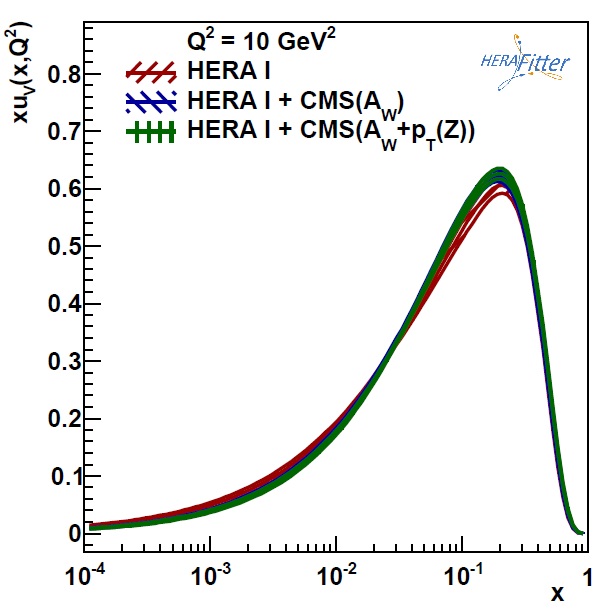 Q² = 10 GeV²
HERA I
HERA I + CMS(A_W)
HERA I + CMS(A_W+p_T(Z))
HERAFitter
xu_V(x,Q²)
0.8
0.7
0.6
0.5
0.4
0.3
0.2
0.1
0
10⁻⁴ 10⁻³ 10⁻² 10⁻¹ 1
x